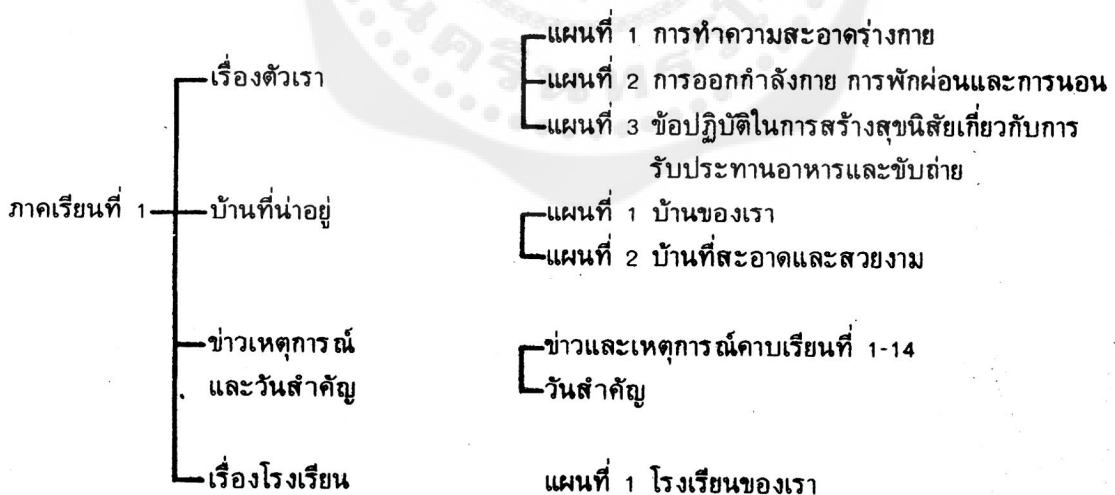 แผนที่ 1 การทำความสะอาดร่างกาย
เรื่องตัวเรา
แผนที่ 2 การออกกำลังกาย การพักผ่อนและการนอน
แผนที่ 3 ข้อปฏิบัติในการสร้างสุขนิสัยเกี่ยวกับการ
รับประทานอาหารและขับถ่าย
ภาคเรียนที่ 1
บ้านที่น่าอยู่
แผนที่ 1 บ้านของเรา
แผนที่ 2 บ้านที่สะอาดและสวยงาม
ข่าวเหตุการณ์
และวันสำคัญ
ข่าวและเหตุการณ์คาบเรียนที่ 1-14
วันสำคัญ
เรื่องโรงเรียน
แผนที่ 1 โรงเรียนของเรา